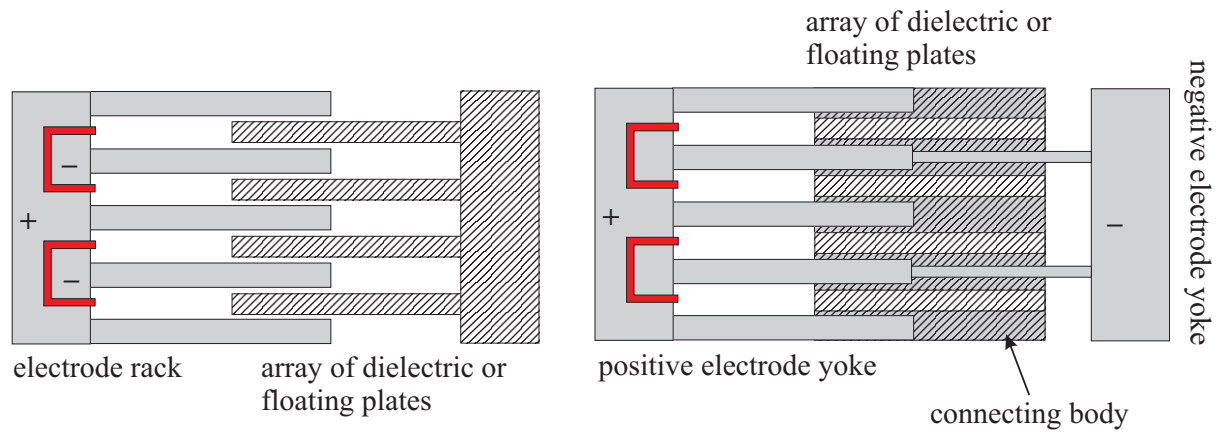 +
–
–
electrode rack
array of dielectric or
floating plates
array of dielectric or
floating plates
+
–
negative electrode yoke
positive electrode yoke
connecting body